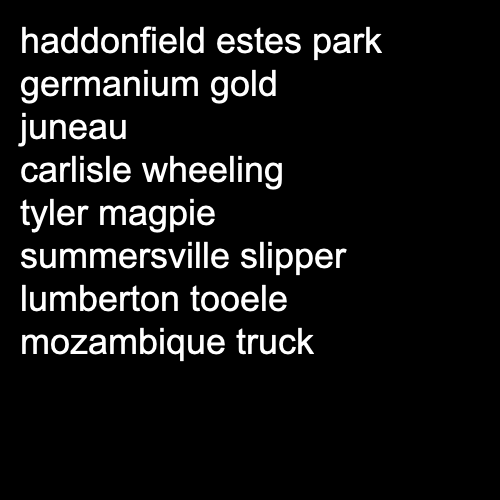 haddonfield estes park
germanium gold
juneau
carlisle wheeling
tyler magpie
summersville slipper
lumberton tooele
mozambique truck